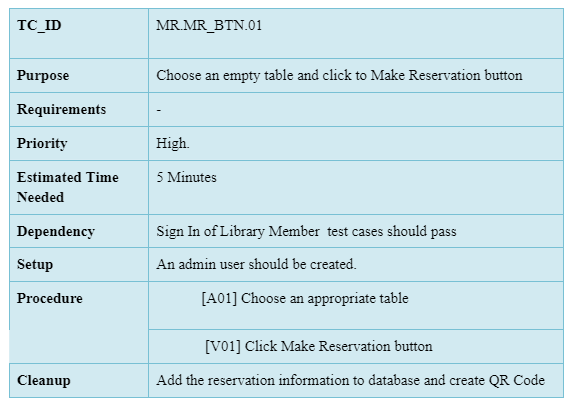 TC_ID MR.MR_BTN.01
Purpose Choose an empty table and click to Make Reservation button
Requirements -
Priority High.
Estimated Time 5 Minutes
Needed
Dependency Sign In of Library Member test cases should pass
Setup An admin user should be created.
Procedure [A01] Choose an appropriate table
[V01] Click Make Reservation button
Cleanup Add the reservation information to database and create QR Code